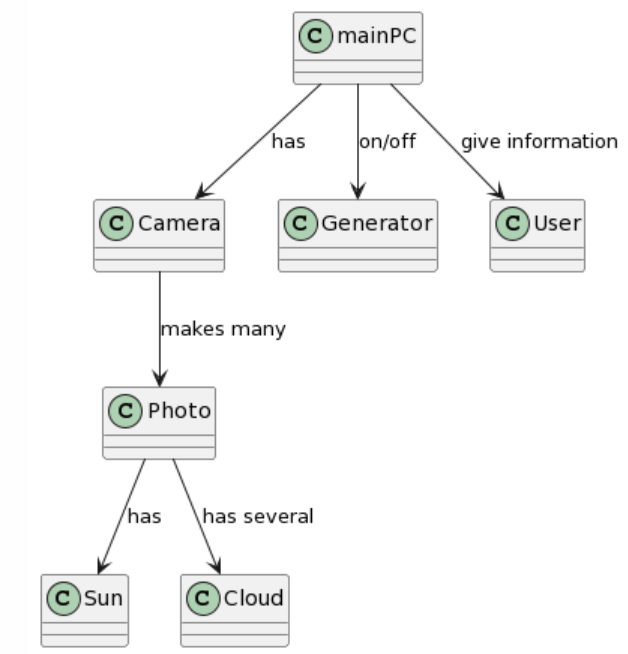 C mainPC
has
on/off
give information
C Camera
C Generator
C User
makes many
C Photo
has
has several
C Sun
C Cloud